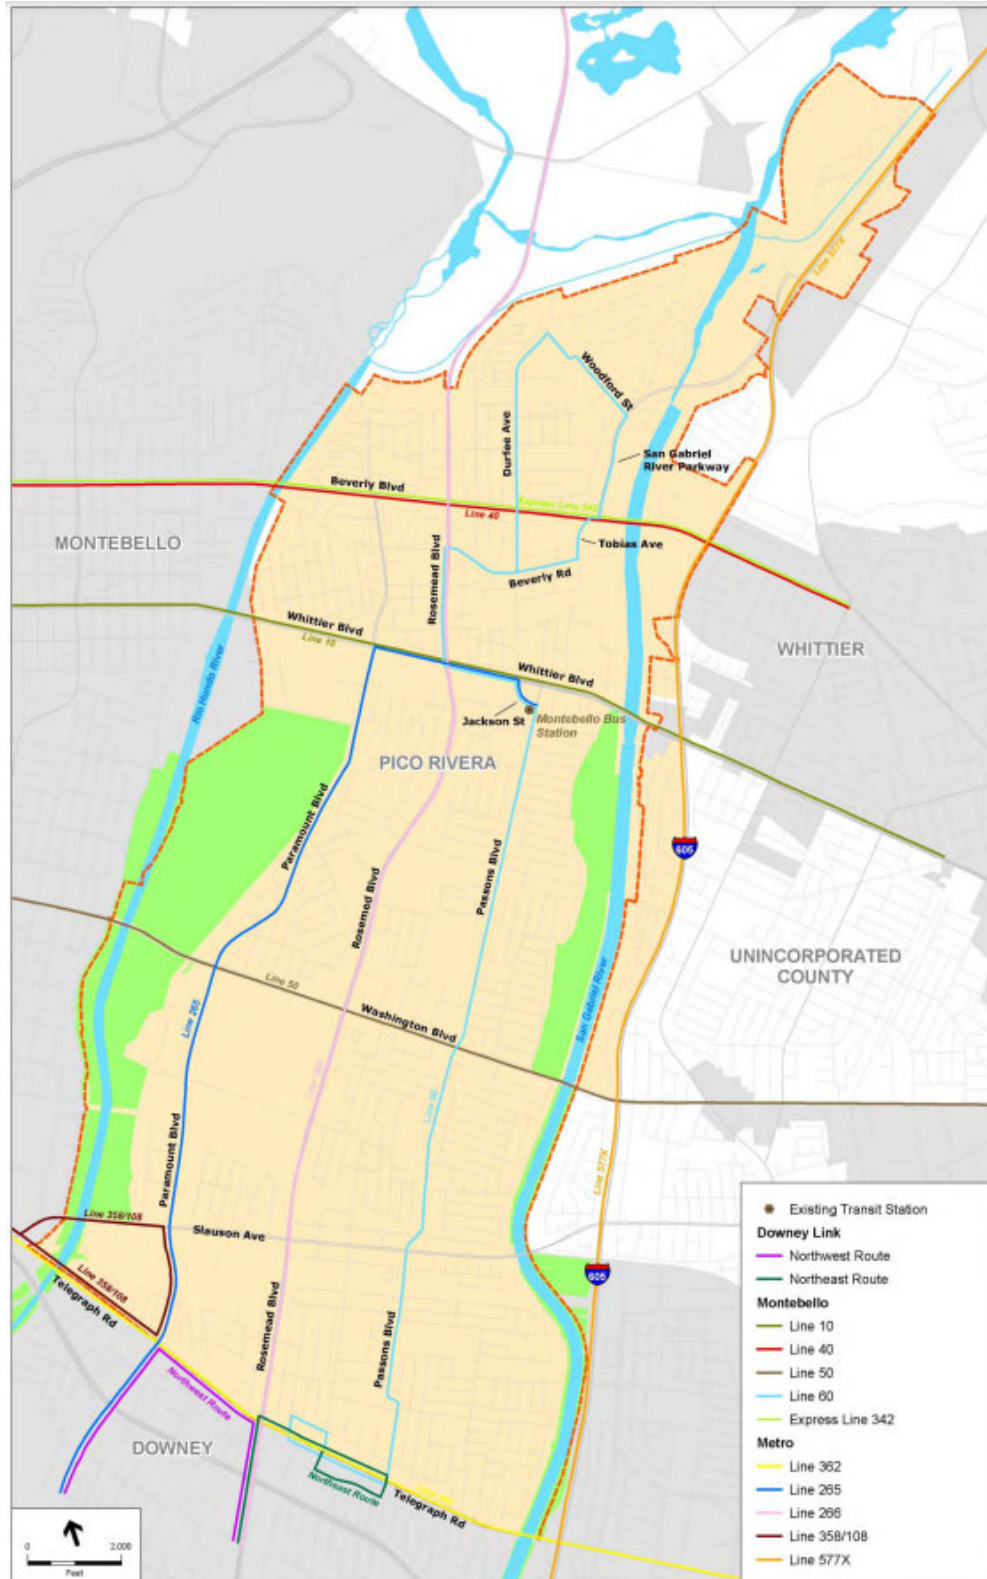 Line 577X
Woodford St
Durfee Ave
San Gabriel
River Parkway
Beverly Blvd
Express Line 342
Line 40
MONTEBELLO
Tobias Ave
Rosemead Blvd
Beverly Rd
Whittier Blvd
Line 10
WHITTIER
Whittier Blvd
Rio Hondo River
Jackson St
Montebello Bus
Station
PICO RIVERA
Paramount Blvd
605
Passons Blvd
Rosemed Blvd
UNINCORPORATED
COUNTY
Line 50
San Gabriel River
Line 265
Washington Blvd
Line 60
Paramount Blvd
Line 577X
Line 358/108
Slauson Ave
605
Line 358/108
Telegraph Rd
Rosemead Blvd
Passons Blvd
Northwest Route
DOWNEY
Northeast Route
Telegraph Rd
0 2,000
Feet
Existing Transit Station
Downey Link
Northwest Route
Northeast Route
Montebello
Line 10
Line 40
Line 50
Line 60
Express Line 342
Metro
Line 362
Line 265
Line 266
Line 358/108
Line 577X